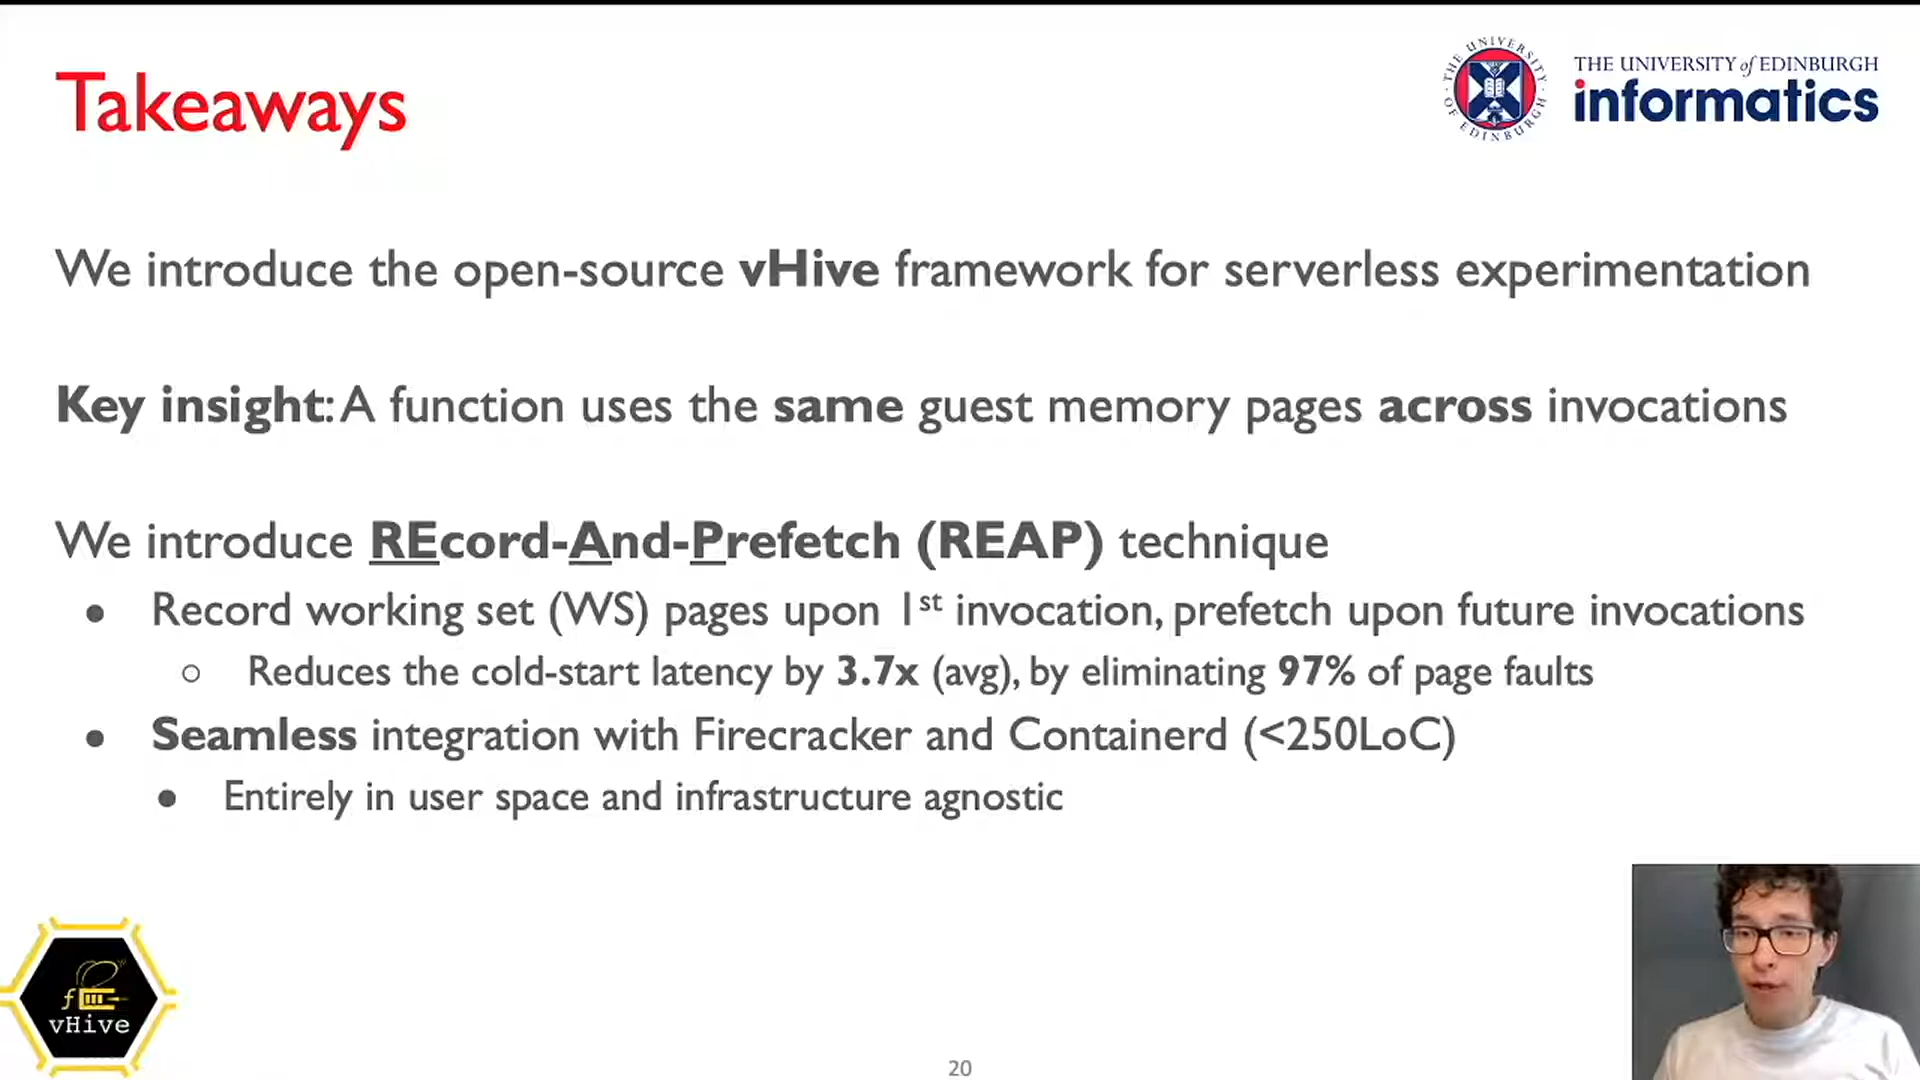 Takeaways
THE UNIVERSITY OF EDINBURGH
THE UNIVERSITY of EDINBURGH
informatics
We introduce the open-source vHive framework for serverless experimentation
Key insight: A function uses the same guest memory pages across invocations
We introduce REcord-And-Prefetch (REAP) technique
● Record working set (WS) pages upon 1st invocation, prefetch upon future invocations
○ Reduces the cold-start latency by 3.7x (avg), by eliminating 97% of page faults
● Seamless integration with Firecracker and Containerd (<250LoC)
● Entirely in user space and infrastructure agnostic
f
vHive
20